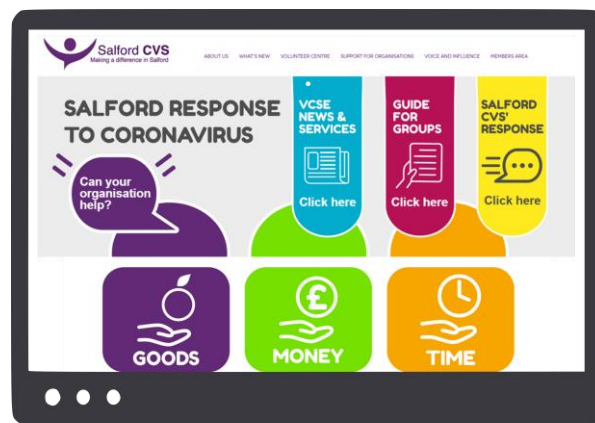 Salford CVS
Making a difference in Salford
ABOUT US WHAT'S NEW VOLUNTEER CENTRE SUPPORT FOR ORGANISATIONS VOICE AND INFLUENCE MEMBERS AREA
SALFORD RESPONSE
TO CORONAVIRUS
Can your
organisation
help?
VCSE
NEWS &
SERVICES
Click here
GUIDE
FOR
GROUPS
Click here
SALFORD
CVS'
RESPONSE
Click here
GOODS
£
MONEY
TIME